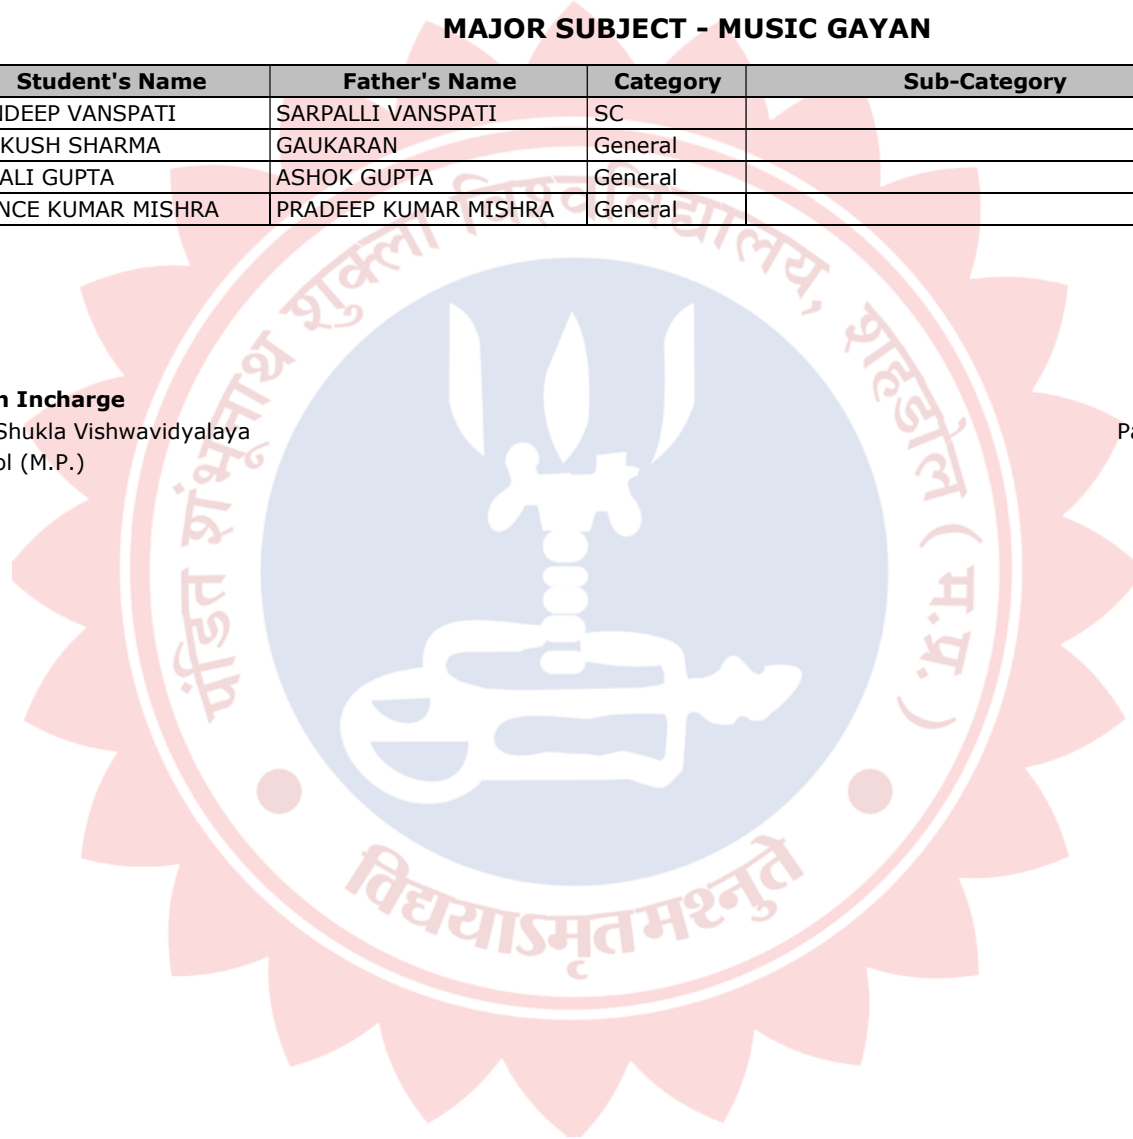 MAJOR SUBJECT - MUSIC GAYAN
Student's Name Father's Name Category Sub-Category
NDEEP VANSPATI SARPALLI VANSPATI SC
KUSH SHARMA GAUKARAN General
ALI GUPTA ASHOK GUPTA General
NCE KUMAR MISHRA PRADEEP KUMAR MISHRA General
पंडित शंभूनाथ शुक्ला विश्वविद्यालय, शहडोल ( म.प्र. )
n Incharge
Shukla Vishwavidyalaya Pa
ol (M.P.)
विद्ययाऽमृतमश्नुते